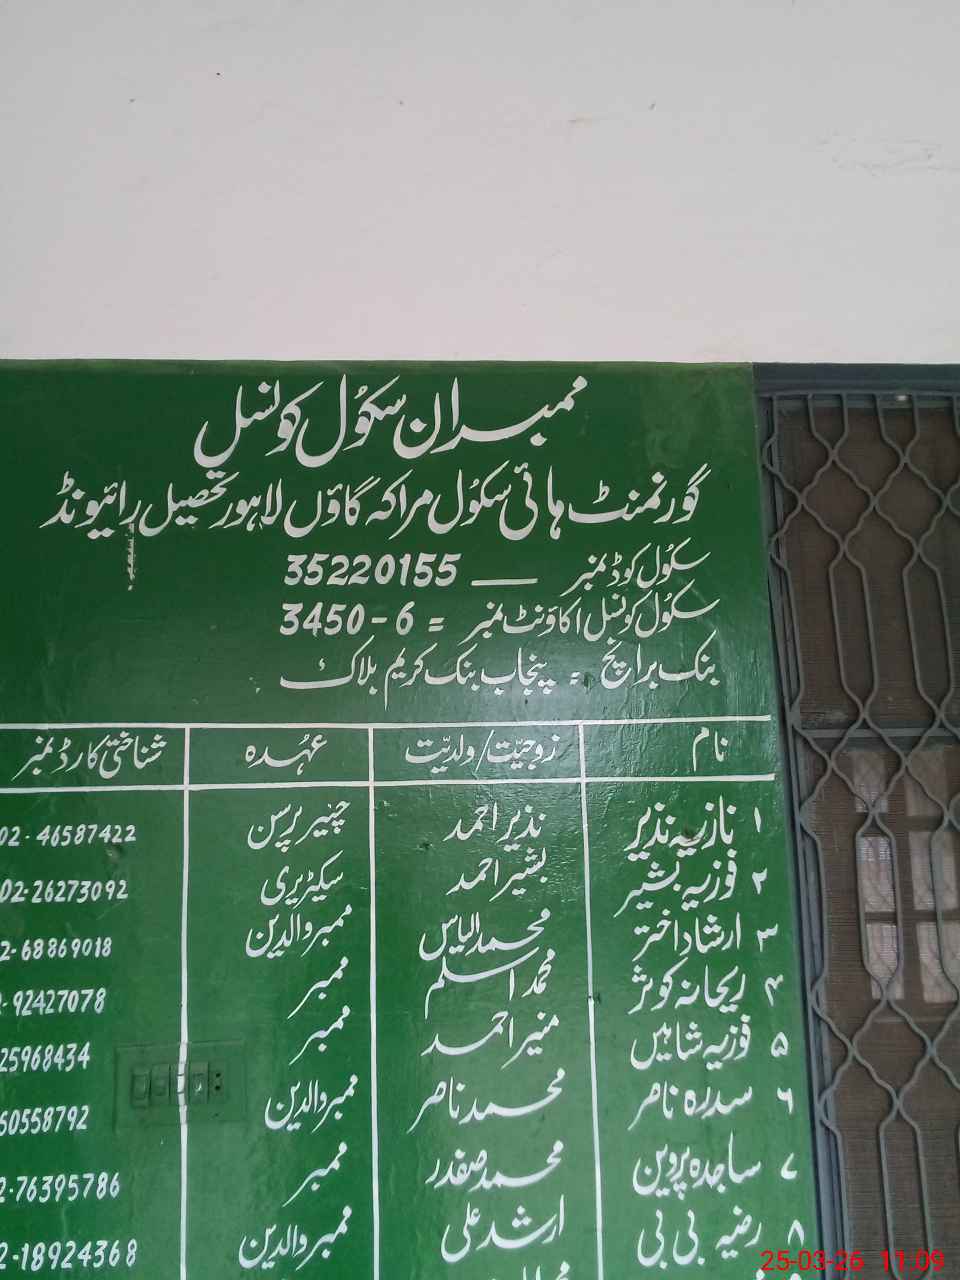 ممبران سکول کونسل
گورنمنٹ ہائی سکول مراکہ گاؤں لاہور تحصیل رائیونڈ
سکول کوڈ نمبر — 35220155
سکول کونسل اکاؤنٹ نمبر = 3450-6
بنک برانچ = پنجاب بنک کریم بلاک
نام زوجیت/ولدیت عہدہ شناختی کارڈ نمبر
۱ نازیہ نذیر نذیر احمد چئیر پرسن 02-46587422
۲ فوزیہ بشیر بشیر احمد سیکٹریری 02-26273092
۳ ارشاد اختر محمد الیاس ممبر والدین 2-68869018
۴ ریحانہ کوثر محمد اسلم ممبر 92427078
۵ فوزیہ شاہین منیر احمد ممبر 25968434
۶ سدرہ ناصر محمد ناصر ممبر والدین 60558792
۷ ساجدہ پروین محمد صفدر ممبر 2-76395786
۸ رضیہ بی بی ارشد علی ممبر والدین 2-18924368
25-03-26 11:09